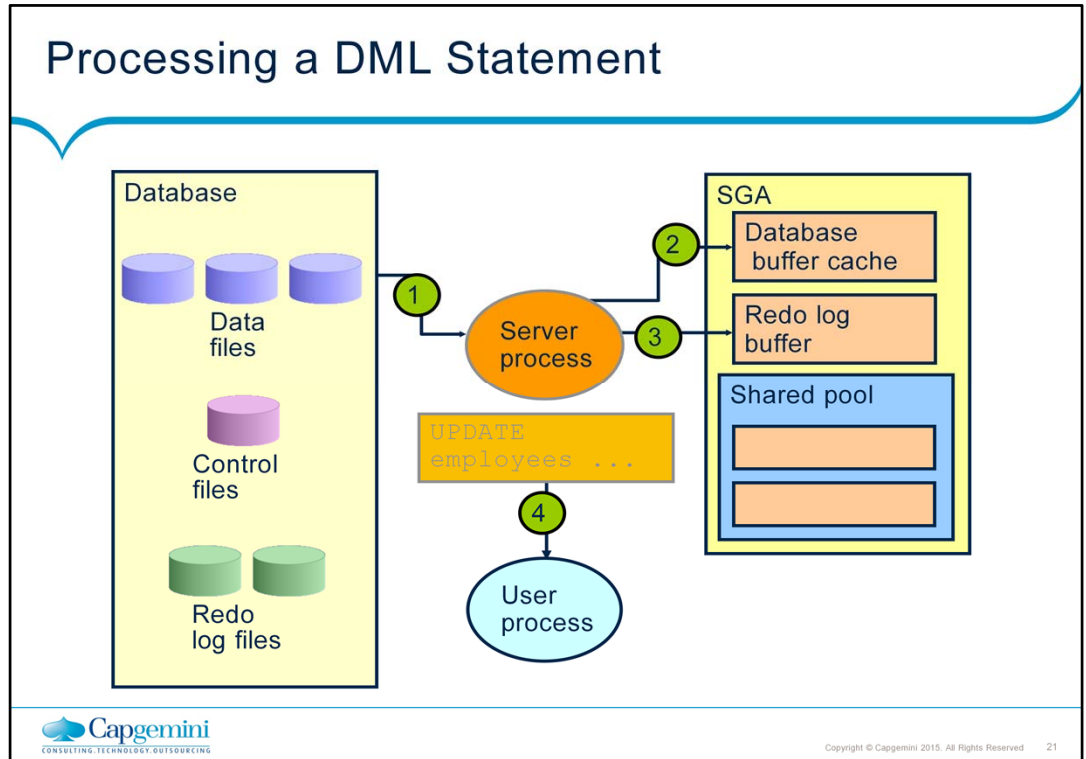 Processing a DML Statement
Database
Data
files
Control
files
Redo
log files
1
Server
process
2
3
UPDATE
employees ...
4
User
process
SGA
Database
buffer cache
Redo log
buffer
Shared pool
Capgemini
CONSULTING.TECHNOLOGY.OUTSOURCING
Copyright © Capgemini 2015. All Rights Reserved 21